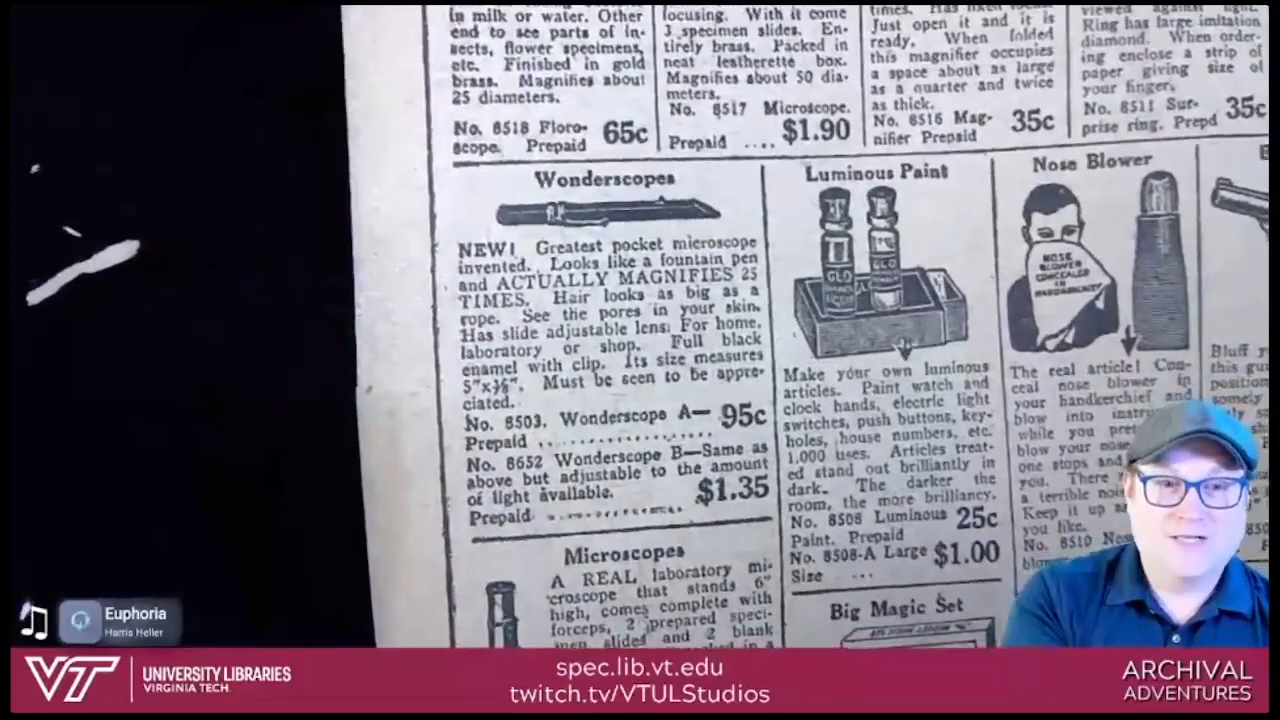 in milk or water. Other
end to see parts of in-
sects, flower specimens,
etc. Finished in gold
brass. Magnifies about
25 diameters.
No. 8518 Floro-
scope. Prepaid 65c
focusing. With it come
3 specimen slides. En-
tirely brass. Packed in
neat leatherette box.
Magnifies about 50 dia-
meters.
No. 8517 Microscope.
Prepaid .... $1.90
Just open it and it is
ready. When folded
this magnifier occupies
a space about as large
as a quarter and twice
as thick.
No. 8516 Mag-
nifier Prepaid 35c
viewed against light.
Ring has large imitation
diamond. When order-
ing enclose a strip of
paper giving size of
your finger.
No. 8511 Sur-
prise ring. Prepd 35c
Wonderscopes
NEW! Greatest pocket microscope
invented. Looks like a fountain pen
and ACTUALLY MAGNIFIES 25
TIMES. Hair looks as big as a
rope. See the pores in your skin.
Has slide adjustable lens. For home,
laboratory or shop. Full black
enamel with clip. Its size measures
Must be seen to be appre-
ciated.
No. 8503. Wonderscope A— 95c
Prepaid ..................
No. 8652 Wonderscope B—Same as
above but adjustable to the amount
of light available. $1.35
Prepaid ..................
Microscopes
A REAL laboratory mi-
croscope that stands 6"
high, comes complete with
forceps, 2 prepared speci-
men slides and 2 blank
Luminous Paint
GLO
GLO
Make your own luminous
articles. Paint watch and
clock hands, electric light
switches, push buttons, key-
holes, house numbers, etc.
1,000 uses. Articles treat-
ed stand out brilliantly in
dark. The darker the
room, the more brilliancy.
No. 8508 Luminous 25c
Paint. Prepaid
No. 8508-A Large $1.00
Size ...
Big Magic Set
Nose Blower
NOSE
BLOWER
CONCEALED
IN
HANDKERCHIEF
The real article! Con-
ceal nose blower in
your handkerchief and
blow into
while you
blow your nose
one stops and
you. There
a terrible
Keep it up
you like.
No. 8510
Bluff
this gun
Euphoria
Harris Heller
VT UNIVERSITY LIBRARIES
VIRGINIA TECH
spec.lib.vt.edu
twitch.tv/VTULStudios
ARCHIVAL
ADVENTURES